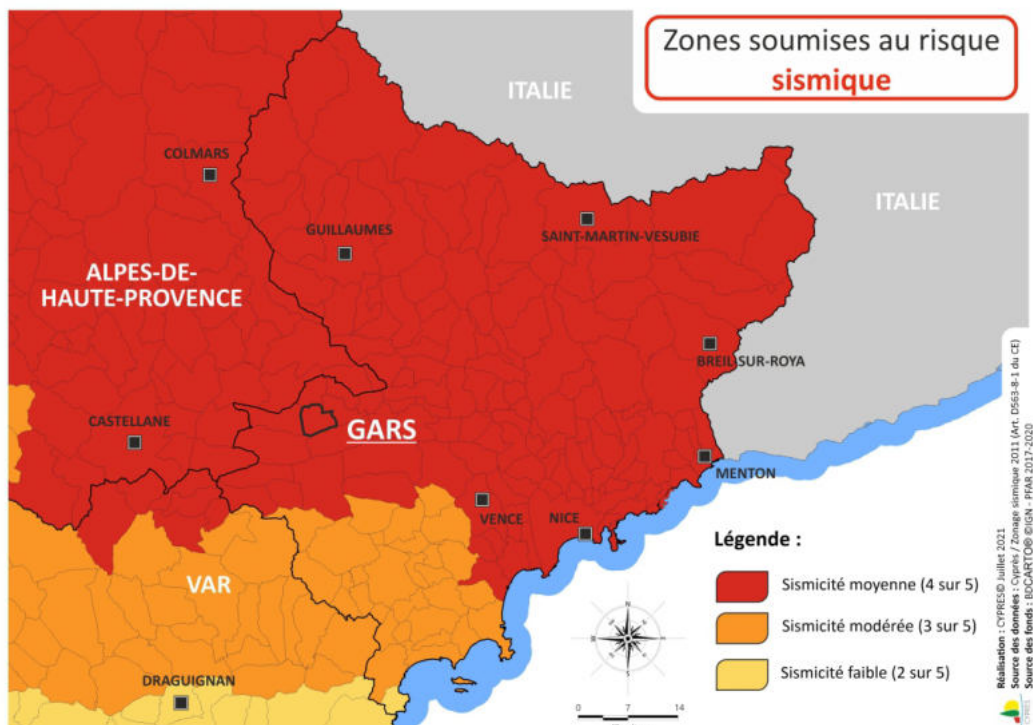 Zones soumises au risque
sismique
ITALIE
COLMARS
ITALIE
GUILLAUMES
SAINT-MARTIN-VESUBIE
ALPES-DE-
HAUTE-PROVENCE
BREIL-SUR-ROYA
CASTELLANE
GARS
MENTON
VENCE
NICE
VAR
DRAGUIGNAN
Légende :
Sismicité moyenne (4 sur 5)
Sismicité modérée (3 sur 5)
Sismicité faible (2 sur 5)
N
0 7 14
Réalisation : CYPRES© Juillet 2021
Source des données : Cyprès / Zonage sismique 2011 (Art. D563-8-1 du CE)
Source des fonds : BDCARTO® ©IGN - PFAR 2017-2020